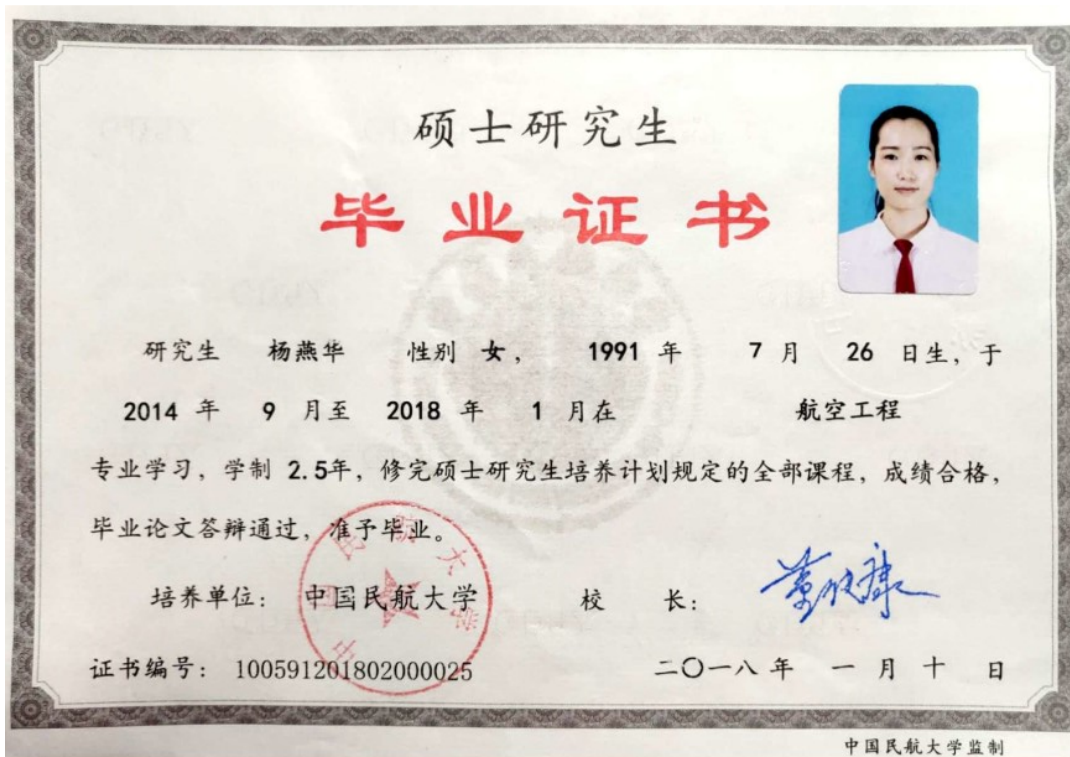 硕士研究生
毕业证书
研究生 杨燕华 性别 女， 1991 年 7 月 26 日生，于
2014 年 9 月至 2018 年 1 月在 航空工程
专业学习，学制 2.5年，修完硕士研究生培养计划规定的全部课程，成绩合格，
毕业论文答辩通过，准予毕业。
培养单位： 中国民航大学 校 长：
中国民航大学
证书编号： 100591201802000025 二〇一八 年 一 月 十 日
中国民航大学监制